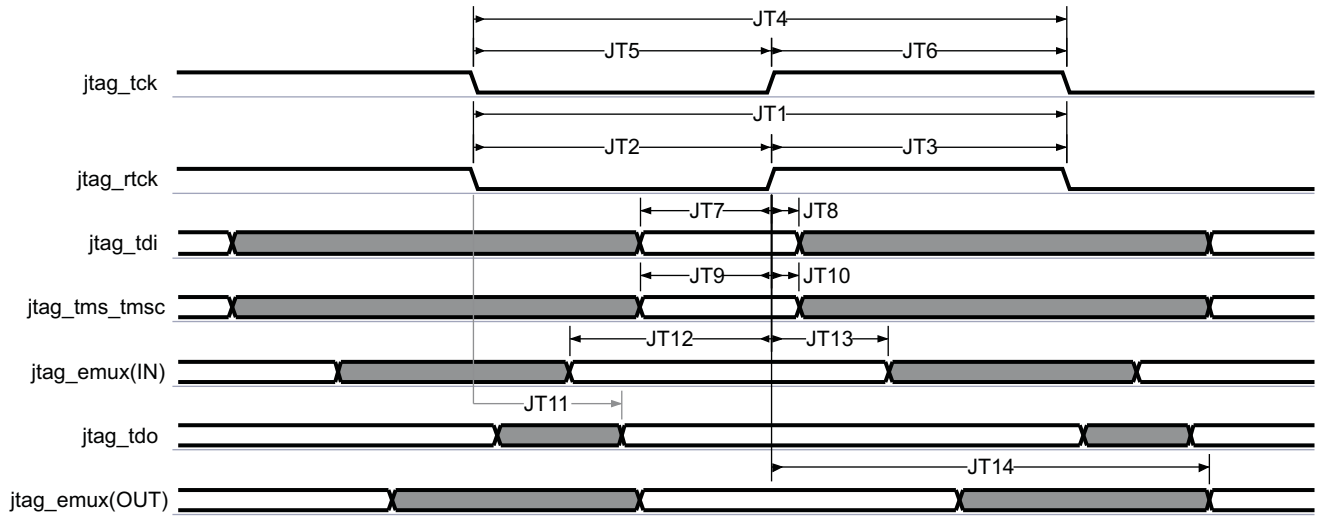 JT4
JT5 JT6
jtag_tck
JT1
JT2 JT3
jtag_rtck
JT7 JT8
jtag_tdi
JT9 JT10
jtag_tms_tmsc
JT12 JT13
jtag_emux(IN)
JT11
jtag_tdo
JT14
jtag_emux(OUT)